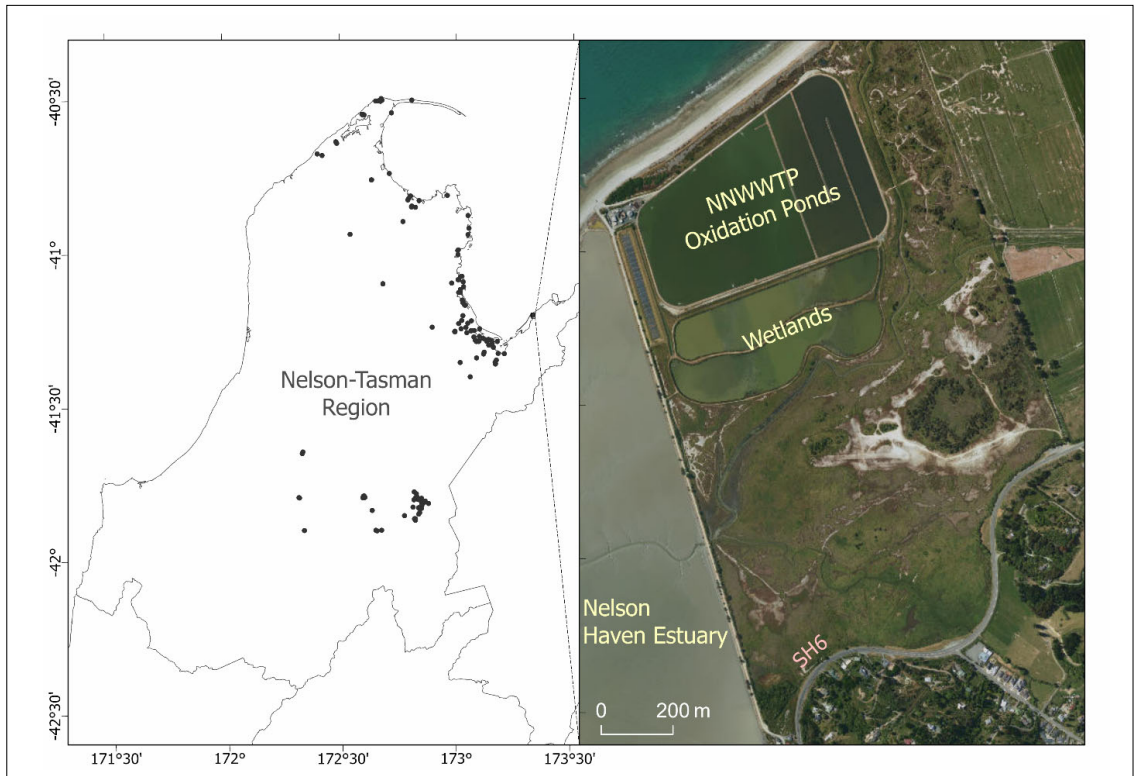 -40°30'
-41°
-41°30'
-42°
-42°30'
171°30'
172°
172°30'
173°
173°30'
Nelson-Tasman
Region
NNWWTP
Oxidation Ponds
Wetlands
Nelson
Haven Estuary
SH6
0
200 m